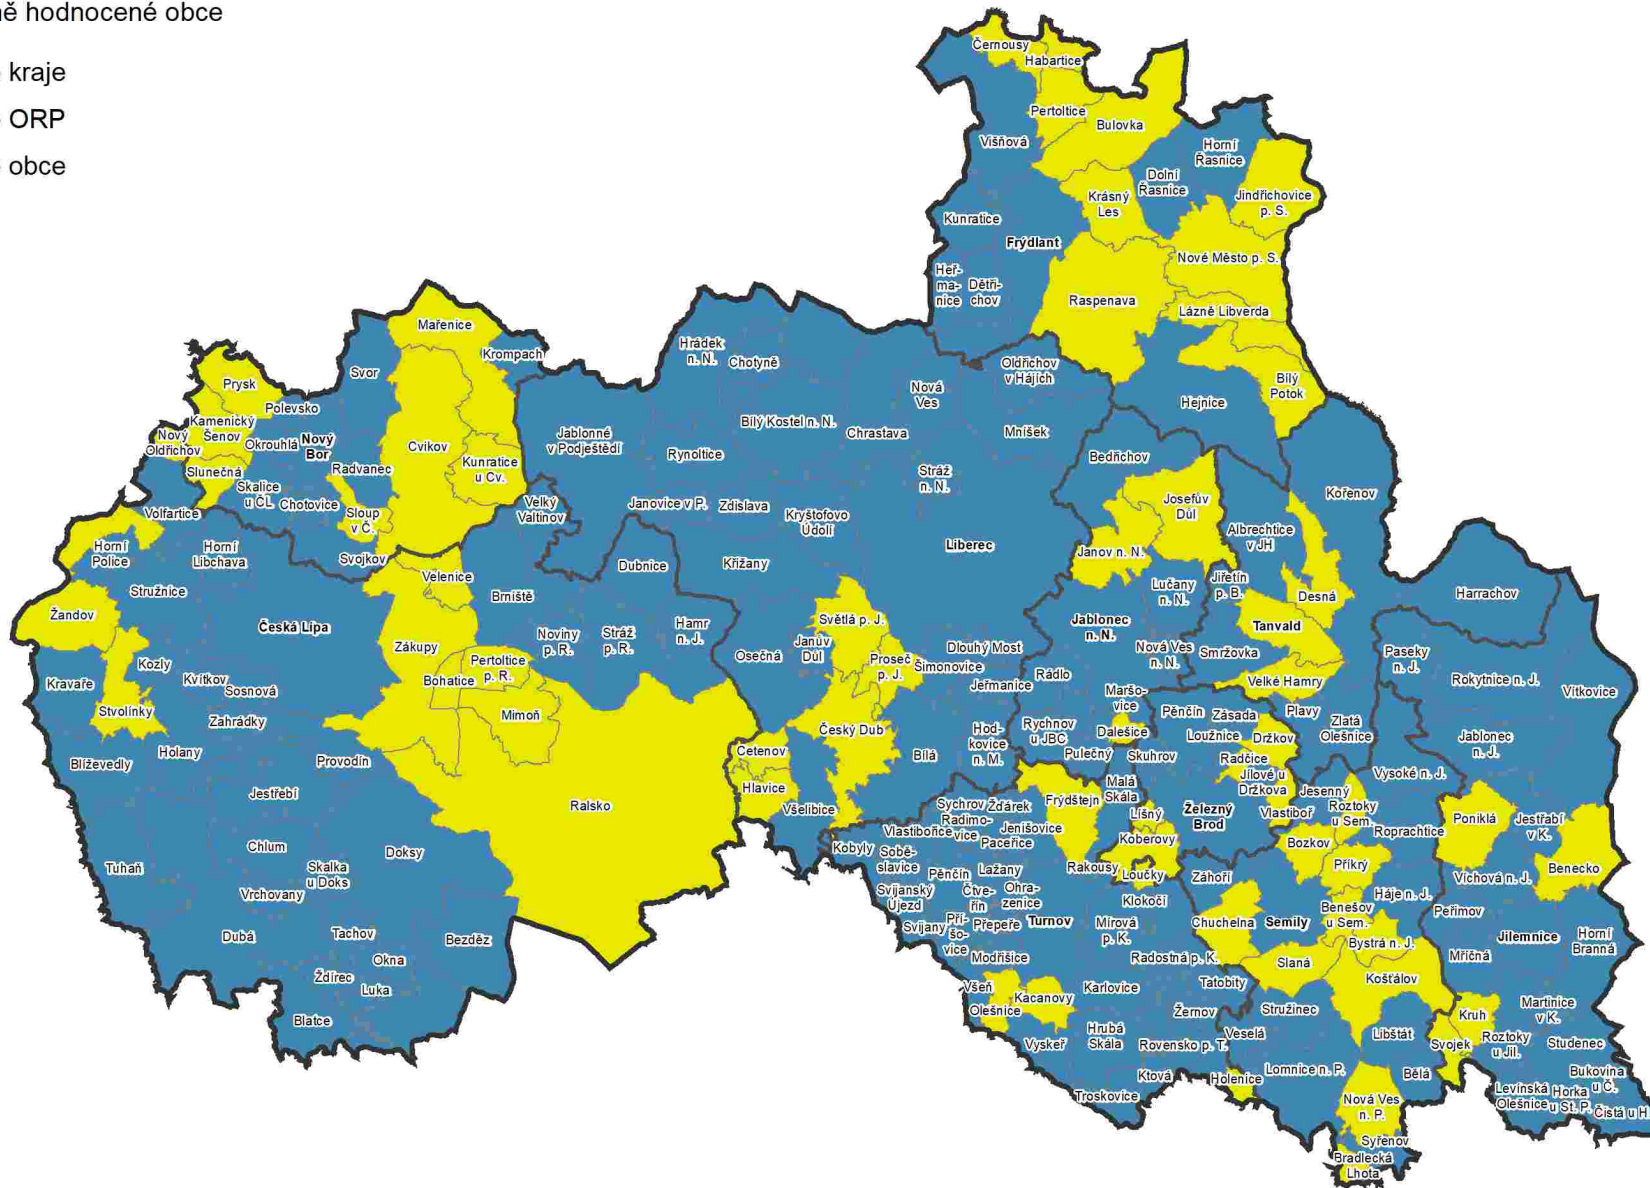 ně hodnocené obce
kraje
ORP
obce
Černousy
Habartice
Pertoltice
Bulovka
Višňová
Horní
Řasnice
Dolní
Řasnice
Krásný
Les
Jindřichovice
p. S.
Kunratice
Frýdlant
Nové Město p. S.
Heř-
ma-
nice
Dětři-
chov
Raspenava
Lázně Libverda
Mařenice
Krompach
Hrádek
n. N.
Chotyně
Oldřichov
v Hájích
Svor
Prysk
Nová
Ves
Bílý
Potok
Hejnice
Polevsko
Kamenický
Šenov
Nový
Oldřichov
Okrouhlá
Nový
Bor
Cvikov
Bílý Kostel n. N.
Chrastava
Mníšek
Jablonné
v Podještědí
Rynoltice
Slunečná
Radvanec
Kunratice
u Cv.
Bedřichov
Stráž
n. N.
Skalice
u ČL
Chotovice
Kořenov
Josefův
Důl
Volfartice
Sloup
v Č.
Velký
Valtinov
Janovice v P.
Zdislava
Kryštofovo
Údolí
Albrechtice
v JH
Horní
Police
Horní
Libchava
Svojkov
Liberec
Janov n. N.
Dubnice
Křižany
Velenice
Jiřetín
p. B.
Stružnice
Brniště
Lučany
n. N.
Desná
Harrachov
Žandov
Česká Lípa
Světlá p. J.
Jablonec
n. N.
Tanvald
Noviny
p. R.
Stráž
p. R.
Hamr
n. J.
Zákupy
Osečná
Janův
Důl
Dlouhý Most
Nová Ves
n. N.
Smržovka
Paseky
n. J.
Kozly
Pertoltice
p. R.
Proseč
p. J.
Šimonovice
Rádlo
Kravaře
Kvítkov
Sosnová
Bohatice
Jeřmanice
Velké Hamry
Rokytnice n. J.
Vítkovice
Stvolínky
Zahrádky
Mimoň
Maršo-
vice
Pěnčín
Zásada
Plavy
Český Dub
Rychnov
u JBC
Dalešice
Loužnice
Držkov
Zlatá
Olešnice
Jablonec
n. J.
Holany
Cetenov
Hod-
kovice
n. M.
Bílá
Pulečný
Skuhrov
Radčice
Blíževedly
Provodín
Jílové u
Držkova
Vysoké n. J.
Jestřebí
Hlavice
Malá
Skála
Jesenný
Ralsko
Všelibice
Sychrov
Žďárek
Frýdštejn
Líšný
Železný
Brod
Vlastiboř
Roztoky
u Sem.
Poniklá
Jestřabí
v K.
Radimo-
vice
Vlastibořice
Jenišovice
Roprachtice
Paceřice
Koberovy
Bozkov
Chlum
Kobyly
Doksy
Sobě-
slavice
Příkrý
Tuháň
Skalka
u Doks
Pěnčín
Lažany
Rakousy
Loučky
Záhoří
Víchová n. J.
Benecko
Vrchovany
Svijanský
Újezd
Čtve-
řín
Ohra-
zenice
Klokočí
Háje n. J.
Benešov
u Sem.
Peřimov
Svijany
Pří-
šo-
vice
Přepeře
Turnov
Mírová
p. K.
Chuchelna
Semily
Dubá
Tachov
Bezděz
Bystrá n. J.
Jilemnice
Horní
Branná
Modřišice
Radostná p. K.
Slaná
Mříčná
Okna
Ždírec
Košťálov
Luka
Všeň
Karlovice
Tatobity
Kacanovy
Olešnice
Žernov
Stružinec
Martinice
v K.
Blatce
Kruh
Hrubá
Skála
Veselá
Libštát
Roztoky
u Jil.
Vyskeř
Rovensko p. T.
Svojek
Studenec
Ktová
Holenice
Lomnice n. P.
Bělá
Bukovina
u Č.
Troskovice
Levínská
Olešnice
Horka
u St. P.
Nová Ves
n. P.
Čistá u H.
Syřenov
Bradlecká
Lhota